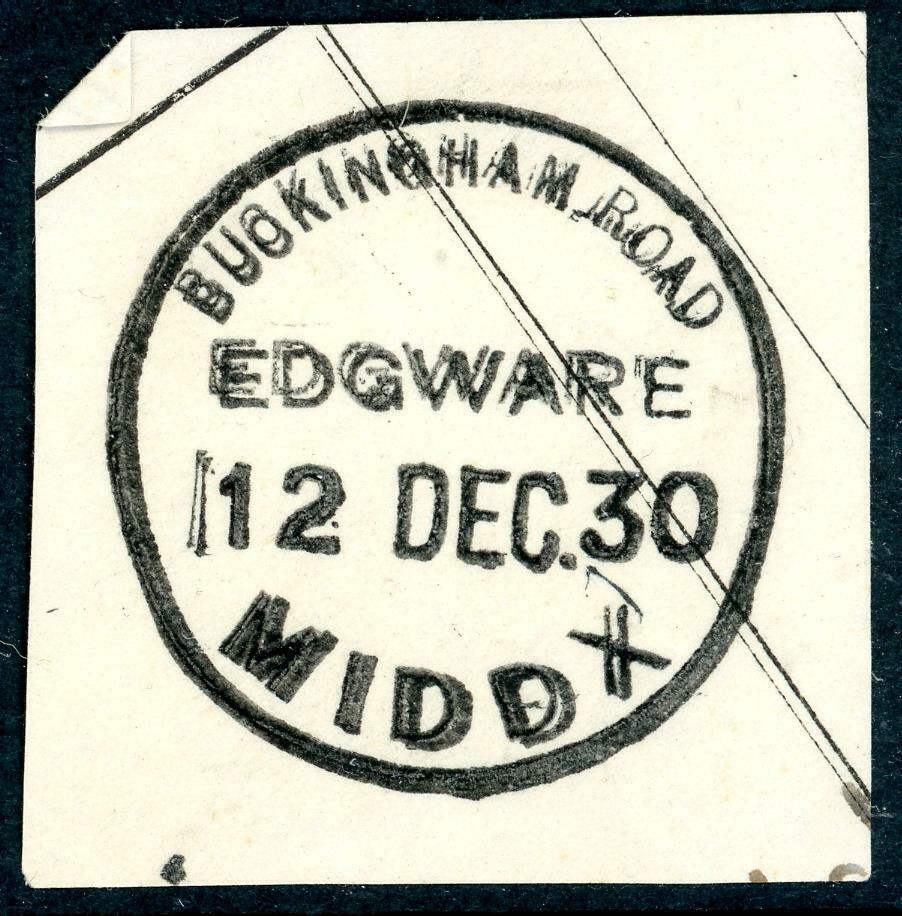 BUCKINGHAM ROAD
EDGWARE
12 DEC.30
MIDDX